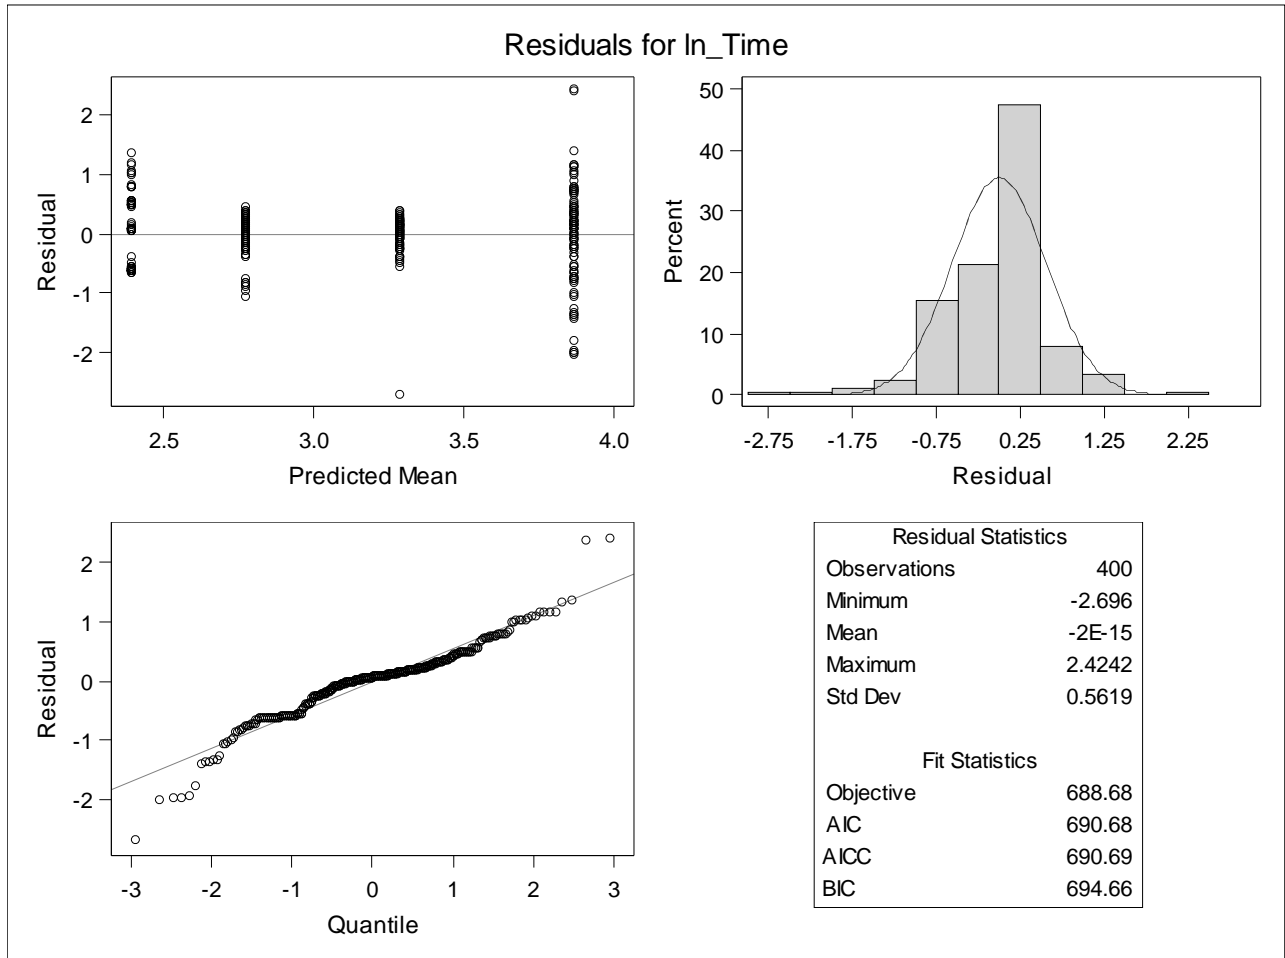 Residuals for ln_Time
2
1
0
-1
-2
Residual
2.5 3.0 3.5 4.0
Predicted Mean
50
40
30
20
10
0
Percent
-2.75 -1.75 -0.75 0.25 1.25 2.25
Residual
2
1
0
-1
-2
Residual
-3 -2 -1 0 1 2 3
Quantile
Residual Statistics
Observations 400
Minimum -2.696
Mean -2E-15
Maximum 2.4242
Std Dev 0.5619
Fit Statistics
Objective 688.68
AIC 690.68
AICC 690.69
BIC 694.66